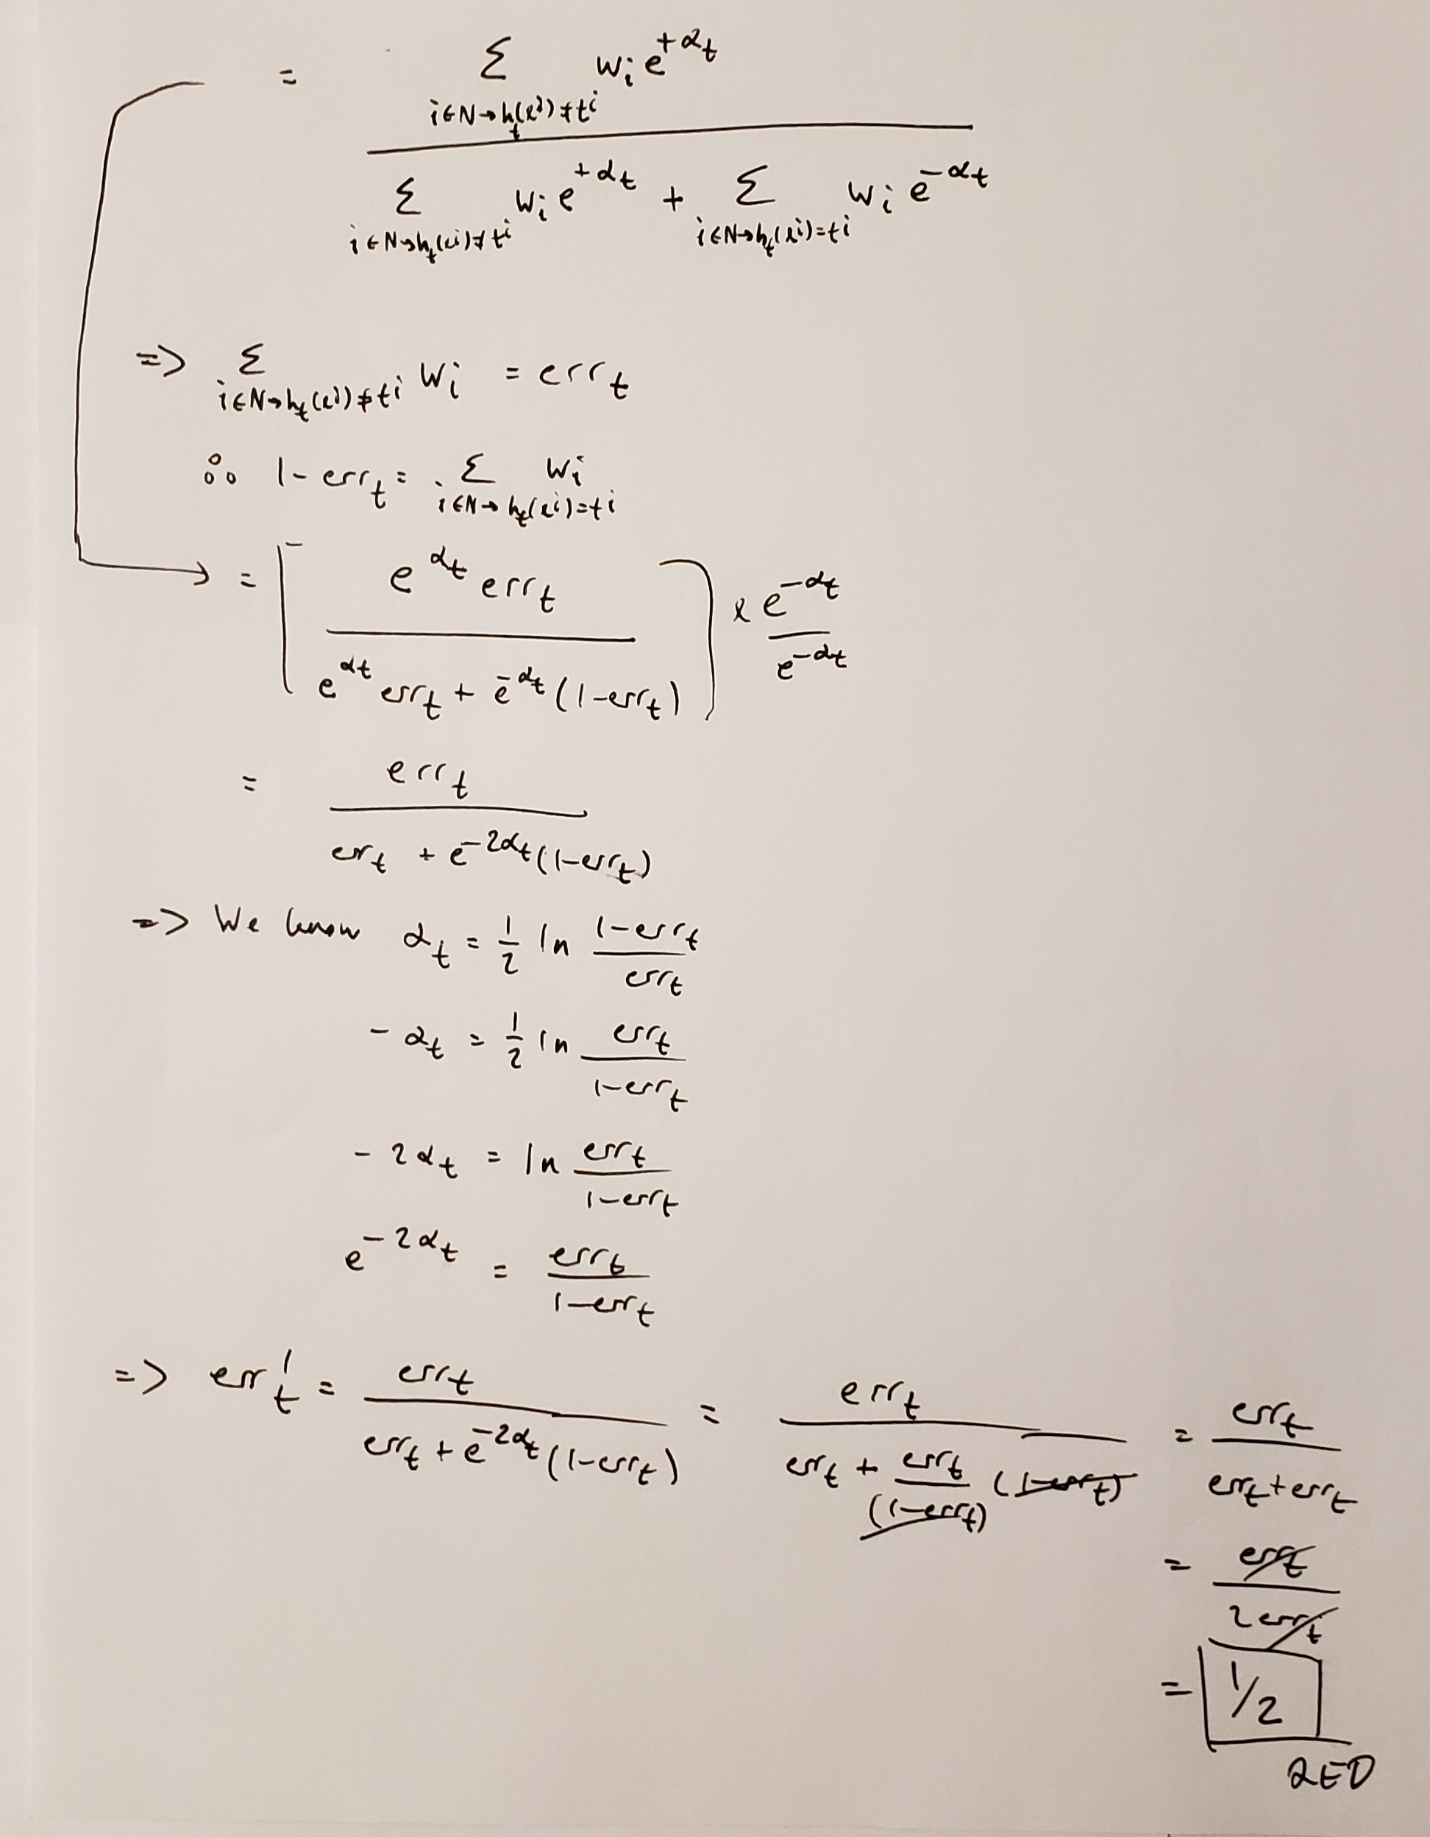 = Σ_{i∈N→h_t(x^i)≠t^i} w_i e^{+α_t}
Σ_{i∈N→h_t(x^i)≠t^i} w_i e^{+α_t} + Σ_{i∈N→h_t(x^i)=t^i} w_i e^{-α_t}
=> Σ_{i∈N→h_t(x^i)≠t^i} w_i = err_t
∴ 1-err_t = Σ_{i∈N→h_t(x^i)=t^i} w_i
→ = [ e^{α_t} err_t / (e^{α_t} err_t + e^{-α_t}(1-err_t)) ] x e^{-α_t} / e^{-α_t}
= err_t / (err_t + e^{-2α_t}(1-err_t))
=> We know α_t = 1/2 ln (1-err_t)/err_t
-α_t = 1/2 ln err_t/(1-err_t)
-2α_t = ln err_t/(1-err_t)
e^{-2α_t} = err_t/(1-err_t)
=> err'_t = err_t / (err_t + e^{-2α_t}(1-err_t)) = err_t / (err_t + err_t/(1-err_t) (1-err_t)) = err_t / (err_t+err_t)
= err_t / 2err_t
= 1/2
QED